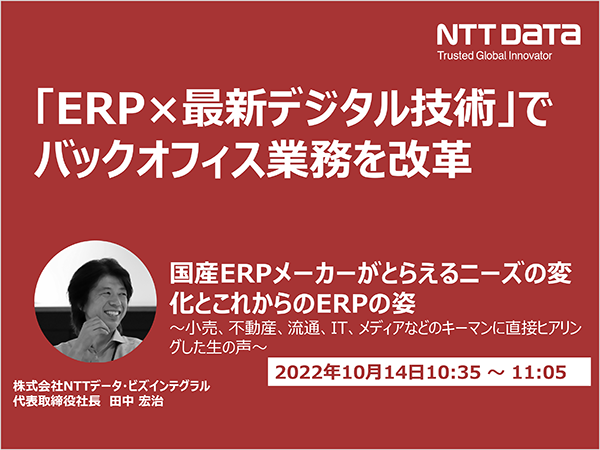 NTT DATA
Trusted Global Innovator
「ERP×最新デジタル技術」で
バックオフィス業務を改革
国産ERPメーカーがとらえるニーズの変
化とこれからのERPの姿
～小売、不動産、流通、IT、メディアなどのキーマンに直接ヒアリン
グした生の声～
2022年10月14日10:35 ～ 11:05
株式会社NTTデータ・ビズインテグラル
代表取締役社長 田中 宏治